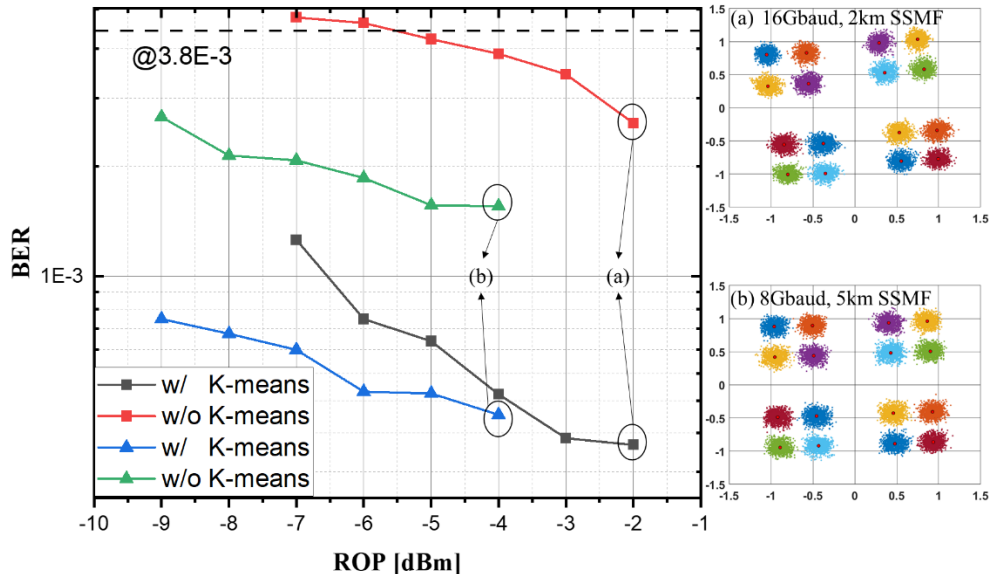 @3.8E-3
BER
1E-3
(b)
(a)
w/ K-means
w/o K-means
w/ K-means
w/o K-means
-10 -9 -8 -7 -6 -5 -4 -3 -2 -1
ROP [dBm]
(a) 16Gbaud, 2km SSMF
1.5
1
0.5
0
-0.5
-1
-1.5
-1.5 -1 -0.5 0 0.5 1 1.5
(b) 8Gbaud, 5km SSMF
1.5
1
0.5
0
-0.5
-1
-1.5
-1.5 -1 -0.5 0 0.5 1 1.5